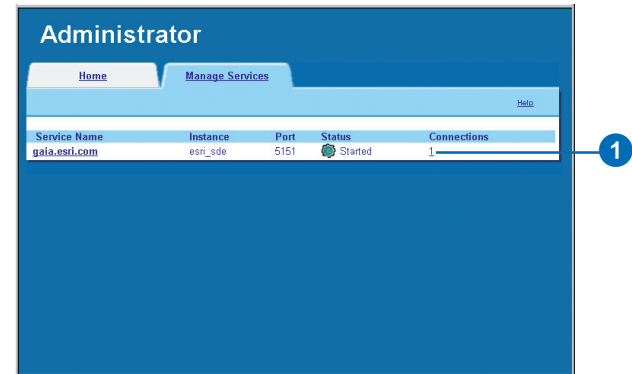 Administrator
Home Manage Services
Help
Service Name Instance Port Status Connections
gaia.esri.com esri_sde 5151 Started 1
1